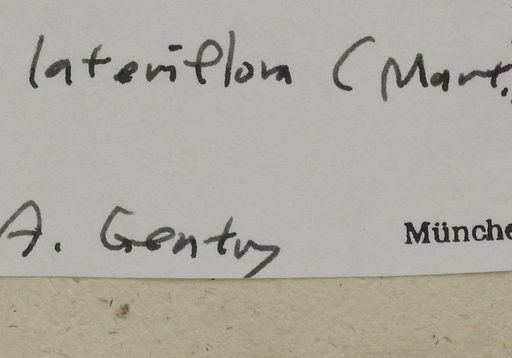 lateriflora (Mart.
A. Gentry
Münche